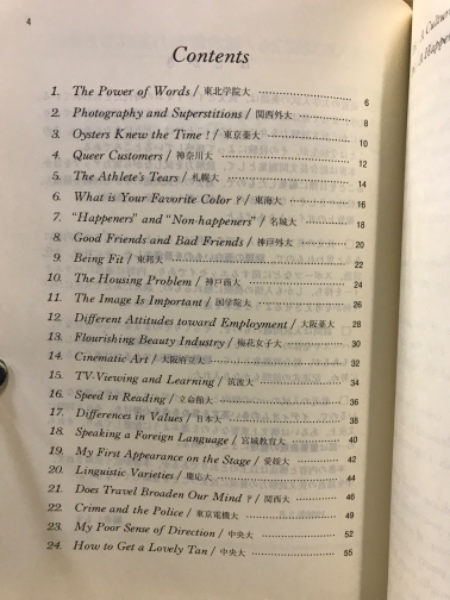 4
Contents
1. The Power of Words / 東北学院大 6
2. Photography and Superstitions / 関西外大 8
3. Oysters Knew the Time ! / 東京薬大 10
4. Queer Customers / 神奈川大 12
5. The Athlete's Tears / 札幌大 14
6. What is Your Favorite Color ? / 東海大 16
7. "Happeners" and "Non-happeners" / 名城大 18
8. Good Friends and Bad Friends / 神戸外大 20
9. Being Fit / 東邦大 22
10. The Housing Problem / 神戸西大 24
11. The Image Is Important / 国学院大 26
12. Different Attitudes toward Employment / 大阪薬大 28
13. Flourishing Beauty Industry / 梅花女子大 30
14. Cinematic Art / 大阪府立大 32
15. TV-Viewing and Learning / 筑波大 34
16. Speed in Reading / 立命館大 36
17. Differences in Values / 日本大 38
18. Speaking a Foreign Language / 宮城教育大 40
19. My First Appearance on the Stage / 愛媛大 42
20. Linguistic Varieties / 慶応大 44
21. Does Travel Broaden Our Mind ? / 関西大 46
22. Crime and the Police / 東京電機大 49
23. My Poor Sense of Direction / 中央大 52
24. How to Get a Lovely Tan / 中央大 55